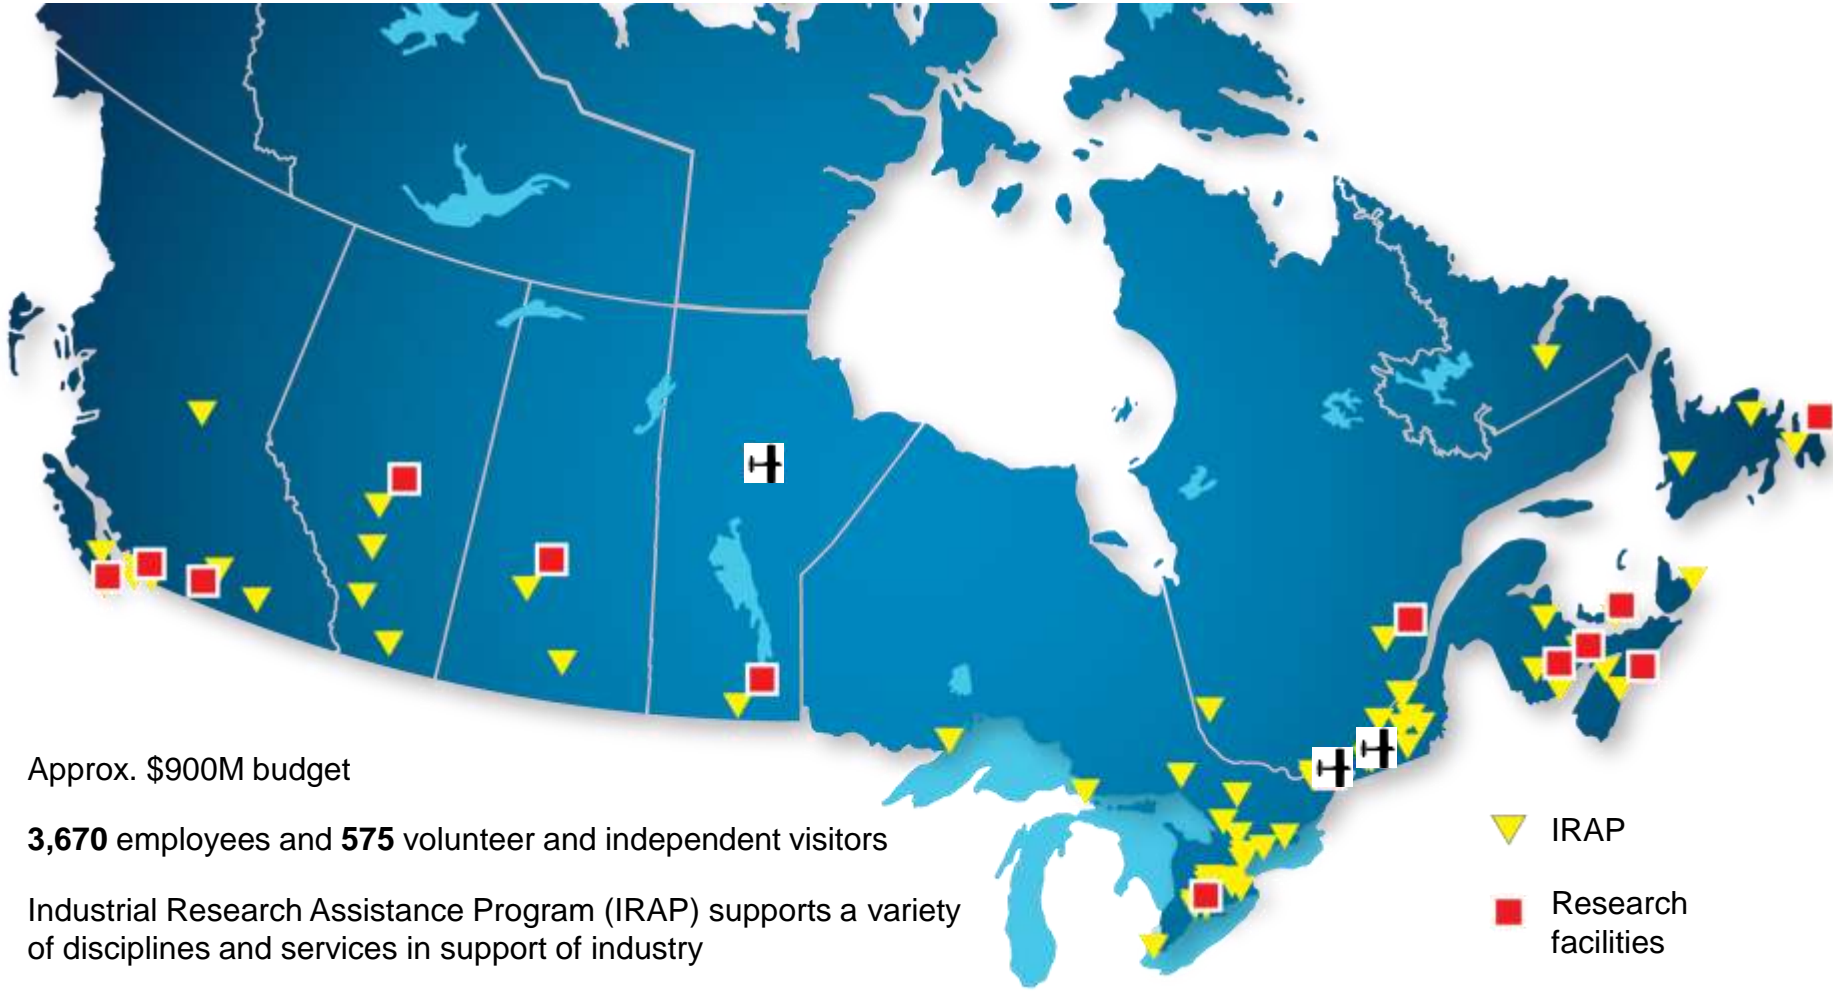 Approx. $900M budget
3,670 employees and 575 volunteer and independent visitors
Industrial Research Assistance Program (IRAP) supports a variety
of disciplines and services in support of industry
IRAP
Research
facilities